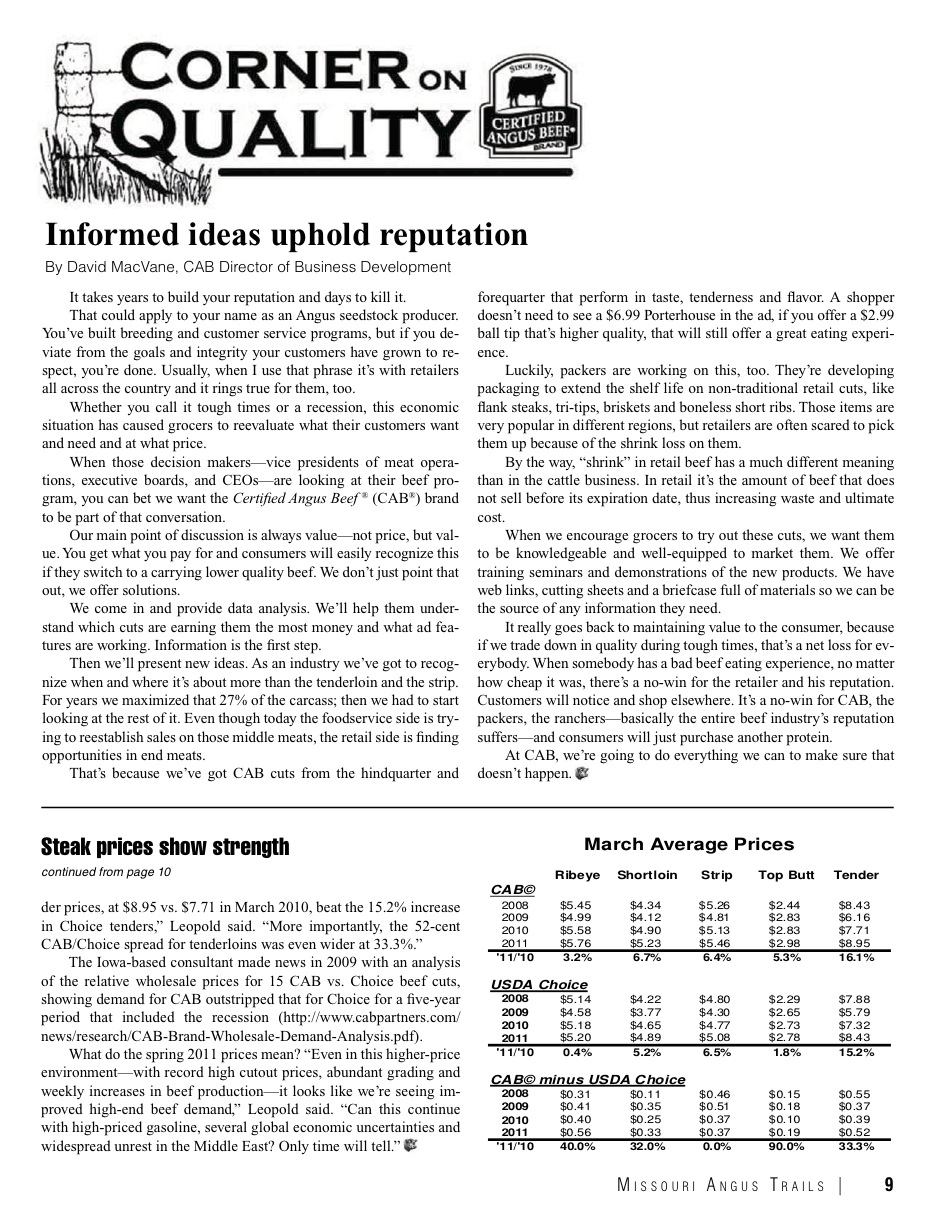 CORNER ON
QUALITY
SINCE 1978
CERTIFIED
ANGUS BEEF®
BRAND
Informed ideas uphold reputation
By David MacVane, CAB Director of Business Development
It takes years to build your reputation and days to kill it.
That could apply to your name as an Angus seedstock producer.
You’ve built breeding and customer service programs, but if you de-
viate from the goals and integrity your customers have grown to re-
spect, you’re done. Usually, when I use that phrase it’s with retailers
all across the country and it rings true for them, too.
Whether you call it tough times or a recession, this economic
situation has caused grocers to reevaluate what their customers want
and need and at what price.
When those decision makers—vice presidents of meat opera-
tions, executive boards, and CEOs—are looking at their beef pro-
gram, you can bet we want the Certified Angus Beef ® (CAB®) brand
to be part of that conversation.
Our main point of discussion is always value—not price, but val-
ue. You get what you pay for and consumers will easily recognize this
if they switch to a carrying lower quality beef. We don’t just point that
out, we offer solutions.
We come in and provide data analysis. We’ll help them under-
stand which cuts are earning them the most money and what ad fea-
tures are working. Information is the first step.
Then we’ll present new ideas. As an industry we’ve got to recog-
nize when and where it’s about more than the tenderloin and the strip.
For years we maximized that 27% of the carcass; then we had to start
looking at the rest of it. Even though today the foodservice side is try-
ing to reestablish sales on those middle meats, the retail side is finding
opportunities in end meats.
That’s because we’ve got CAB cuts from the hindquarter and
forequarter that perform in taste, tenderness and flavor. A shopper
doesn’t need to see a $6.99 Porterhouse in the ad, if you offer a $2.99
ball tip that’s higher quality, that will still offer a great eating experi-
ence.
Luckily, packers are working on this, too. They’re developing
packaging to extend the shelf life on non-traditional retail cuts, like
flank steaks, tri-tips, briskets and boneless short ribs. Those items are
very popular in different regions, but retailers are often scared to pick
them up because of the shrink loss on them.
By the way, “shrink” in retail beef has a much different meaning
than in the cattle business. In retail it’s the amount of beef that does
not sell before its expiration date, thus increasing waste and ultimate
cost.
When we encourage grocers to try out these cuts, we want them
to be knowledgeable and well-equipped to market them. We offer
training seminars and demonstrations of the new products. We have
web links, cutting sheets and a briefcase full of materials so we can be
the source of any information they need.
It really goes back to maintaining value to the consumer, because
if we trade down in quality during tough times, that’s a net loss for ev-
erybody. When somebody has a bad beef eating experience, no matter
how cheap it was, there’s a no-win for the retailer and his reputation.
Customers will notice and shop elsewhere. It’s a no-win for CAB, the
packers, the ranchers—basically the entire beef industry’s reputation
suffers—and consumers will just purchase another protein.
At CAB, we’re going to do everything we can to make sure that
doesn’t happen.
Steak prices show strength
continued from page 10
der prices, at $8.95 vs. $7.71 in March 2010, beat the 15.2% increase
in Choice tenders,” Leopold said. “More importantly, the 52-cent
CAB/Choice spread for tenderloins was even wider at 33.3%.”
The Iowa-based consultant made news in 2009 with an analysis
of the relative wholesale prices for 15 CAB vs. Choice beef cuts,
showing demand for CAB outstripped that for Choice for a five-year
period that included the recession (http://www.cabpartners.com/
news/research/CAB-Brand-Wholesale-Demand-Analysis.pdf).
What do the spring 2011 prices mean? “Even in this higher-price
environment—with record high cutout prices, abundant grading and
weekly increases in beef production—it looks like we’re seeing im-
proved high-end beef demand,” Leopold said. “Can this continue
with high-priced gasoline, several global economic uncertainties and
widespread unrest in the Middle East? Only time will tell.”
March Average Prices
Ribeye Shortloin Strip Top Butt Tender
CAB©
2008 $5.45 $4.34 $5.26 $2.44 $8.43
2009 $4.99 $4.12 $4.81 $2.83 $6.16
2010 $5.58 $4.90 $5.13 $2.83 $7.71
2011 $5.76 $5.23 $5.46 $2.98 $8.95
'11/'10 3.2% 6.7% 6.4% 5.3% 16.1%
USDA Choice
2008 $5.14 $4.22 $4.80 $2.29 $7.88
2009 $4.58 $3.77 $4.30 $2.65 $5.79
2010 $5.18 $4.65 $4.77 $2.73 $7.32
2011 $5.20 $4.89 $5.08 $2.78 $8.43
'11/'10 0.4% 5.2% 6.5% 1.8% 15.2%
CAB© minus USDA Choice
2008 $0.31 $0.11 $0.46 $0.15 $0.55
2009 $0.41 $0.35 $0.51 $0.18 $0.37
2010 $0.40 $0.25 $0.37 $0.10 $0.39
2011 $0.56 $0.33 $0.37 $0.19 $0.52
'11/'10 40.0% 32.0% 0.0% 90.0% 33.3%
MISSOURI ANGUS TRAILS | 9